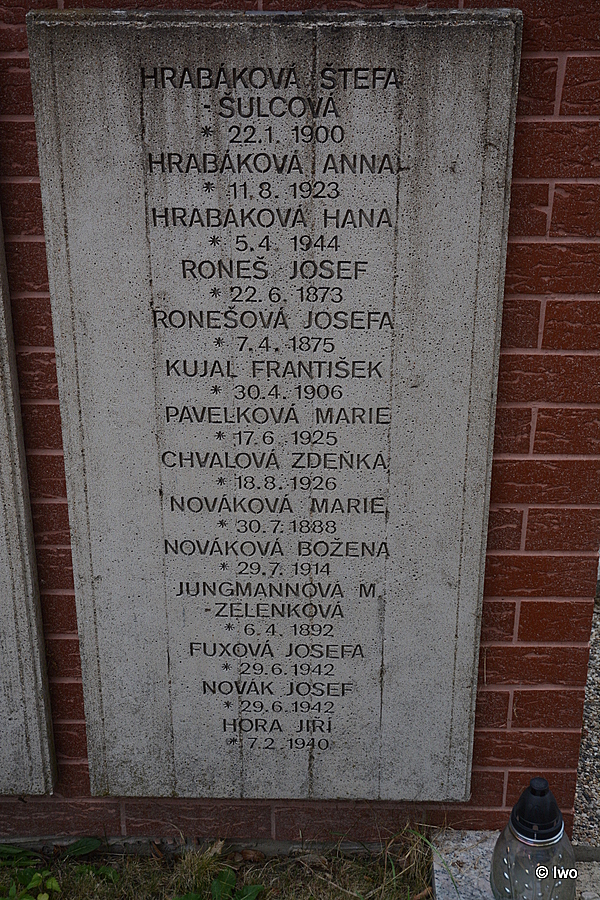 HRABÁKOVÁ ŠTEFA
- ŠULCOVÁ
* 22.1. 1900
HRABÁKOVÁ ANNA
* 11.8. 1923
HRABÁKOVÁ HANA
* 5.4. 1944
RONEŠ JOSEF
* 22.6. 1873
RONEŠOVÁ JOSEFA
* 7.4. 1875
KUJAL FRANTIŠEK
* 30.4. 1906
PAVELKOVÁ MARIE
* 17.6. 1925
CHVALOVÁ ZDEŇKA
* 18.8. 1926
NOVÁKOVÁ MARIE
* 30.7. 1888
NOVÁKOVÁ BOŽENA
* 29.7. 1914
JUNGMANNOVÁ M.
- ZELENKOVÁ
* 6.4. 1892
FUXOVÁ JOSEFA
* 29.6.1942
NOVÁK JOSEF
* 29.6.1942
HORA JIŘÍ
* 7.2. 1940
© Iwo